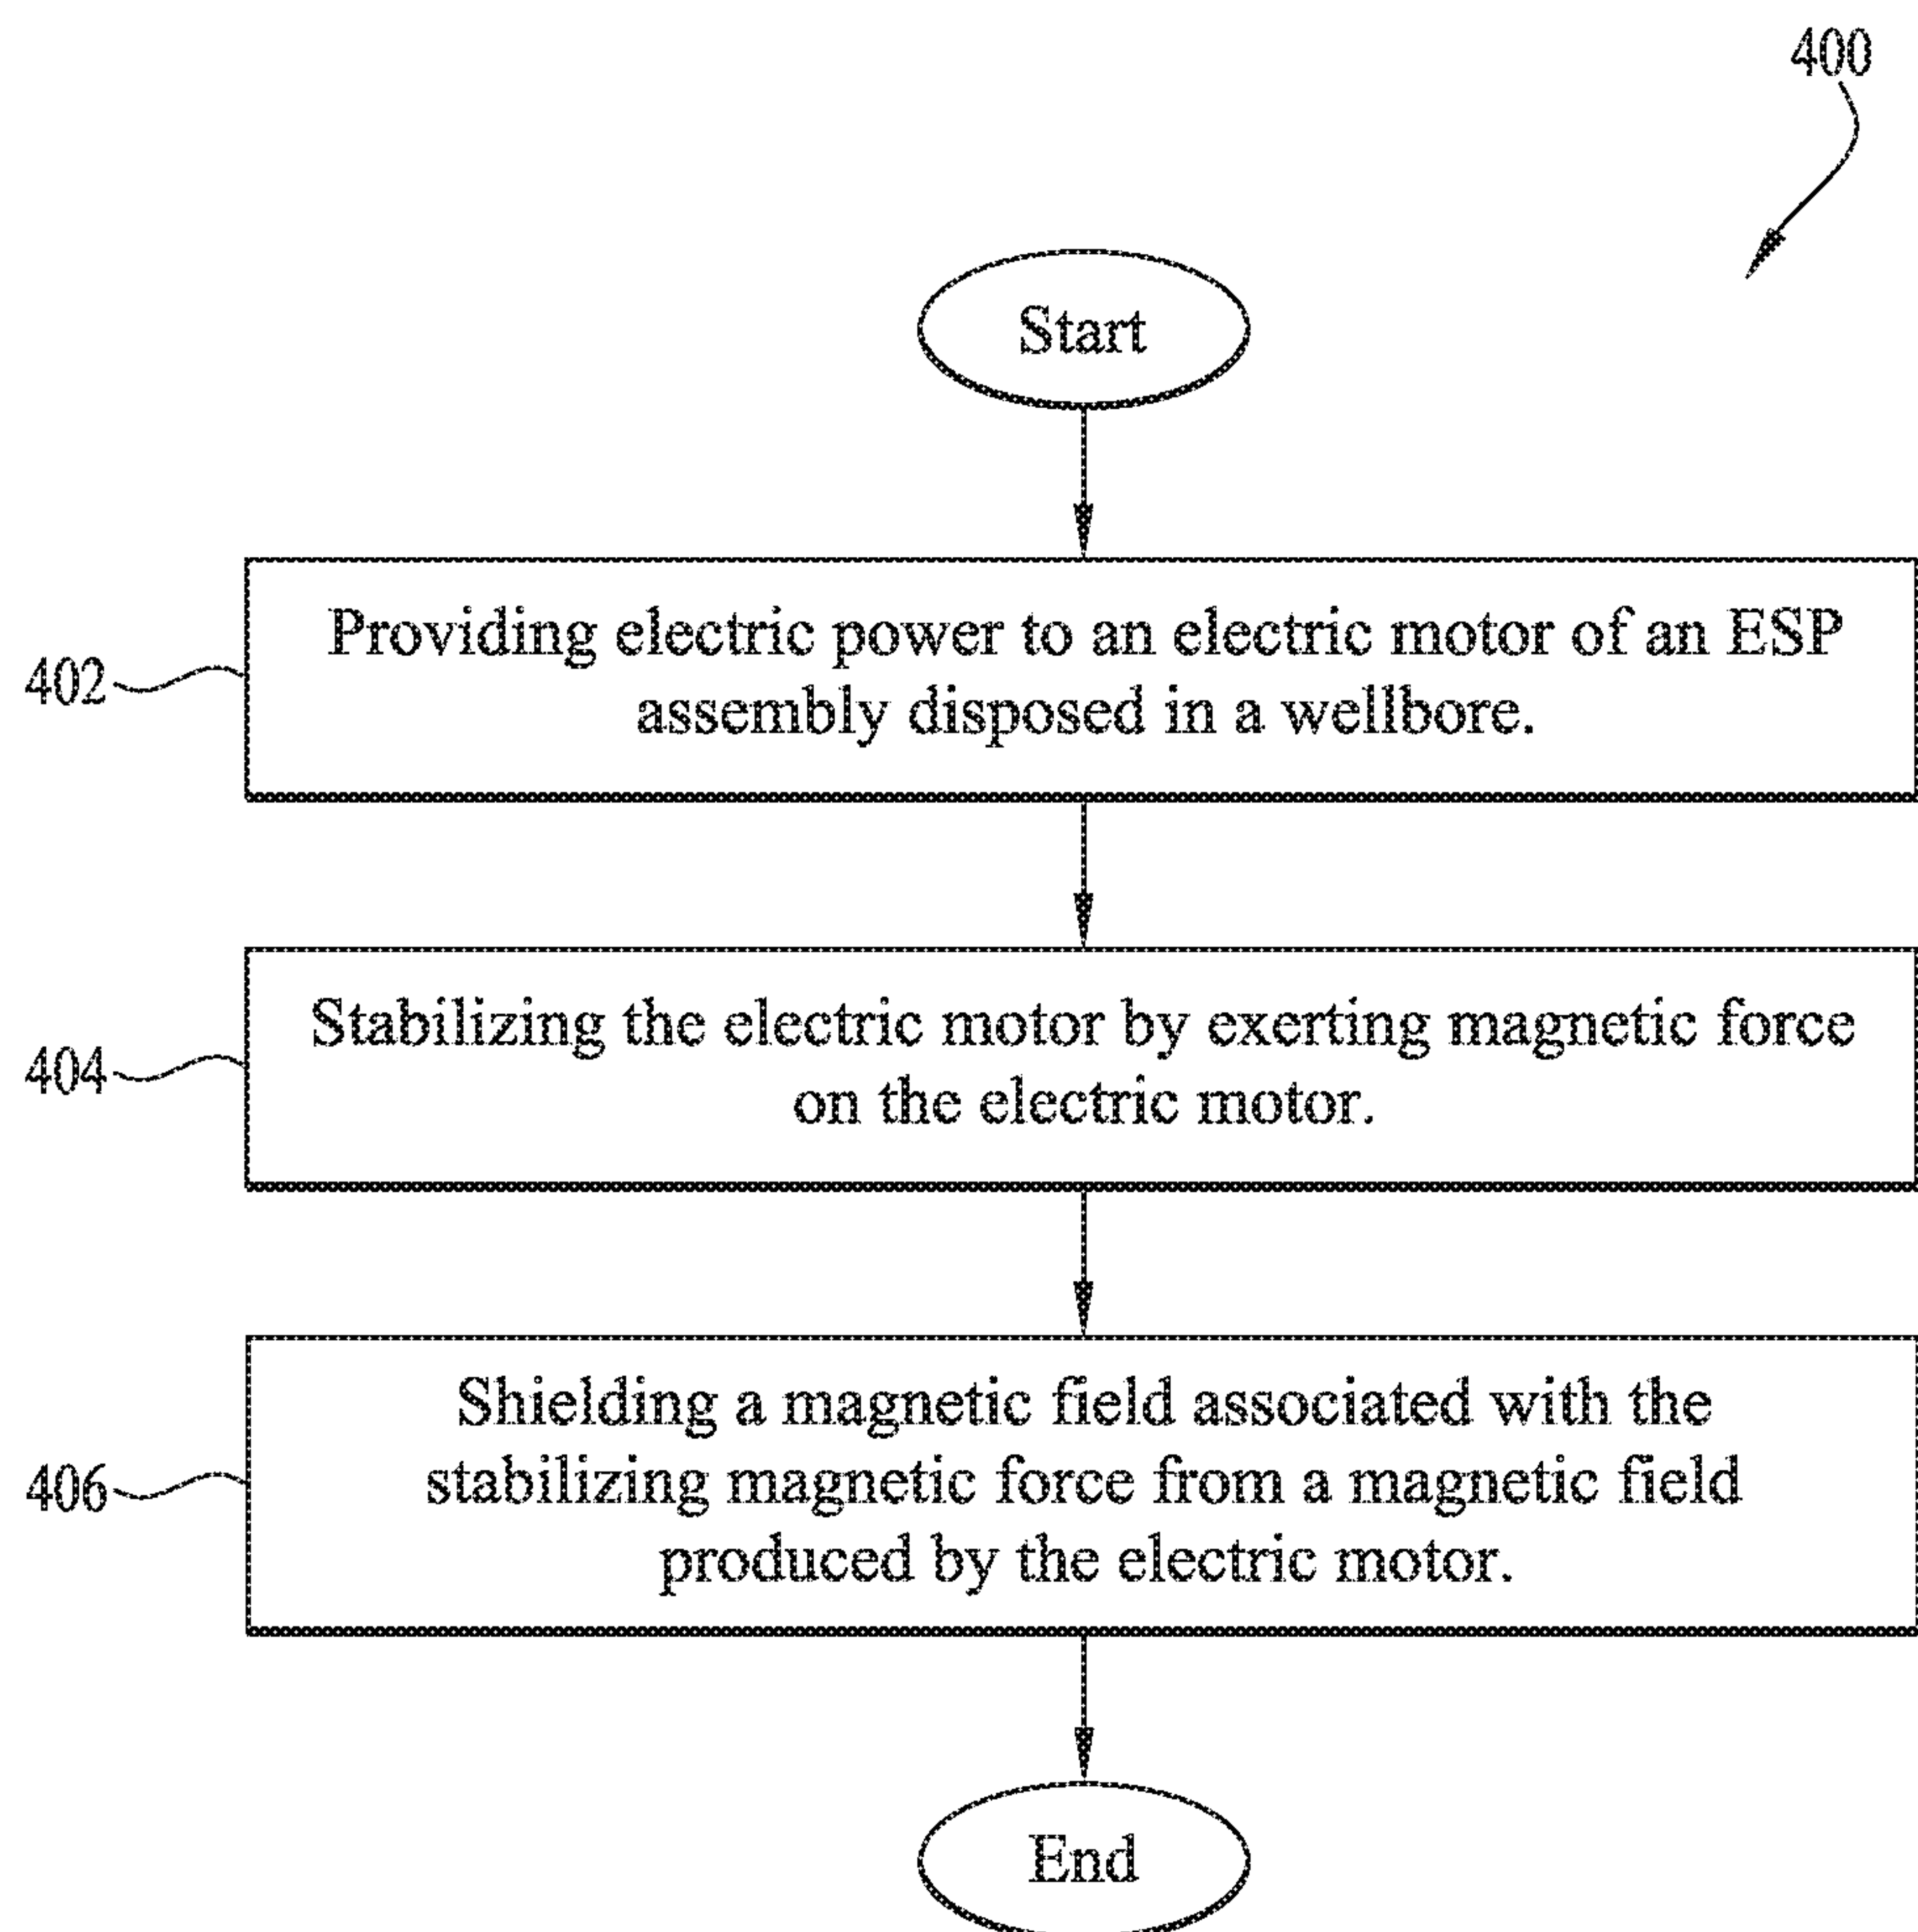 400
Start
402
Providing electric power to an electric motor of an ESP
assembly disposed in a wellbore.
404
Stabilizing the electric motor by exerting magnetic force
on the electric motor.
406
Shielding a magnetic field associated with the
stabilizing magnetic force from a magnetic field
produced by the electric motor.
End